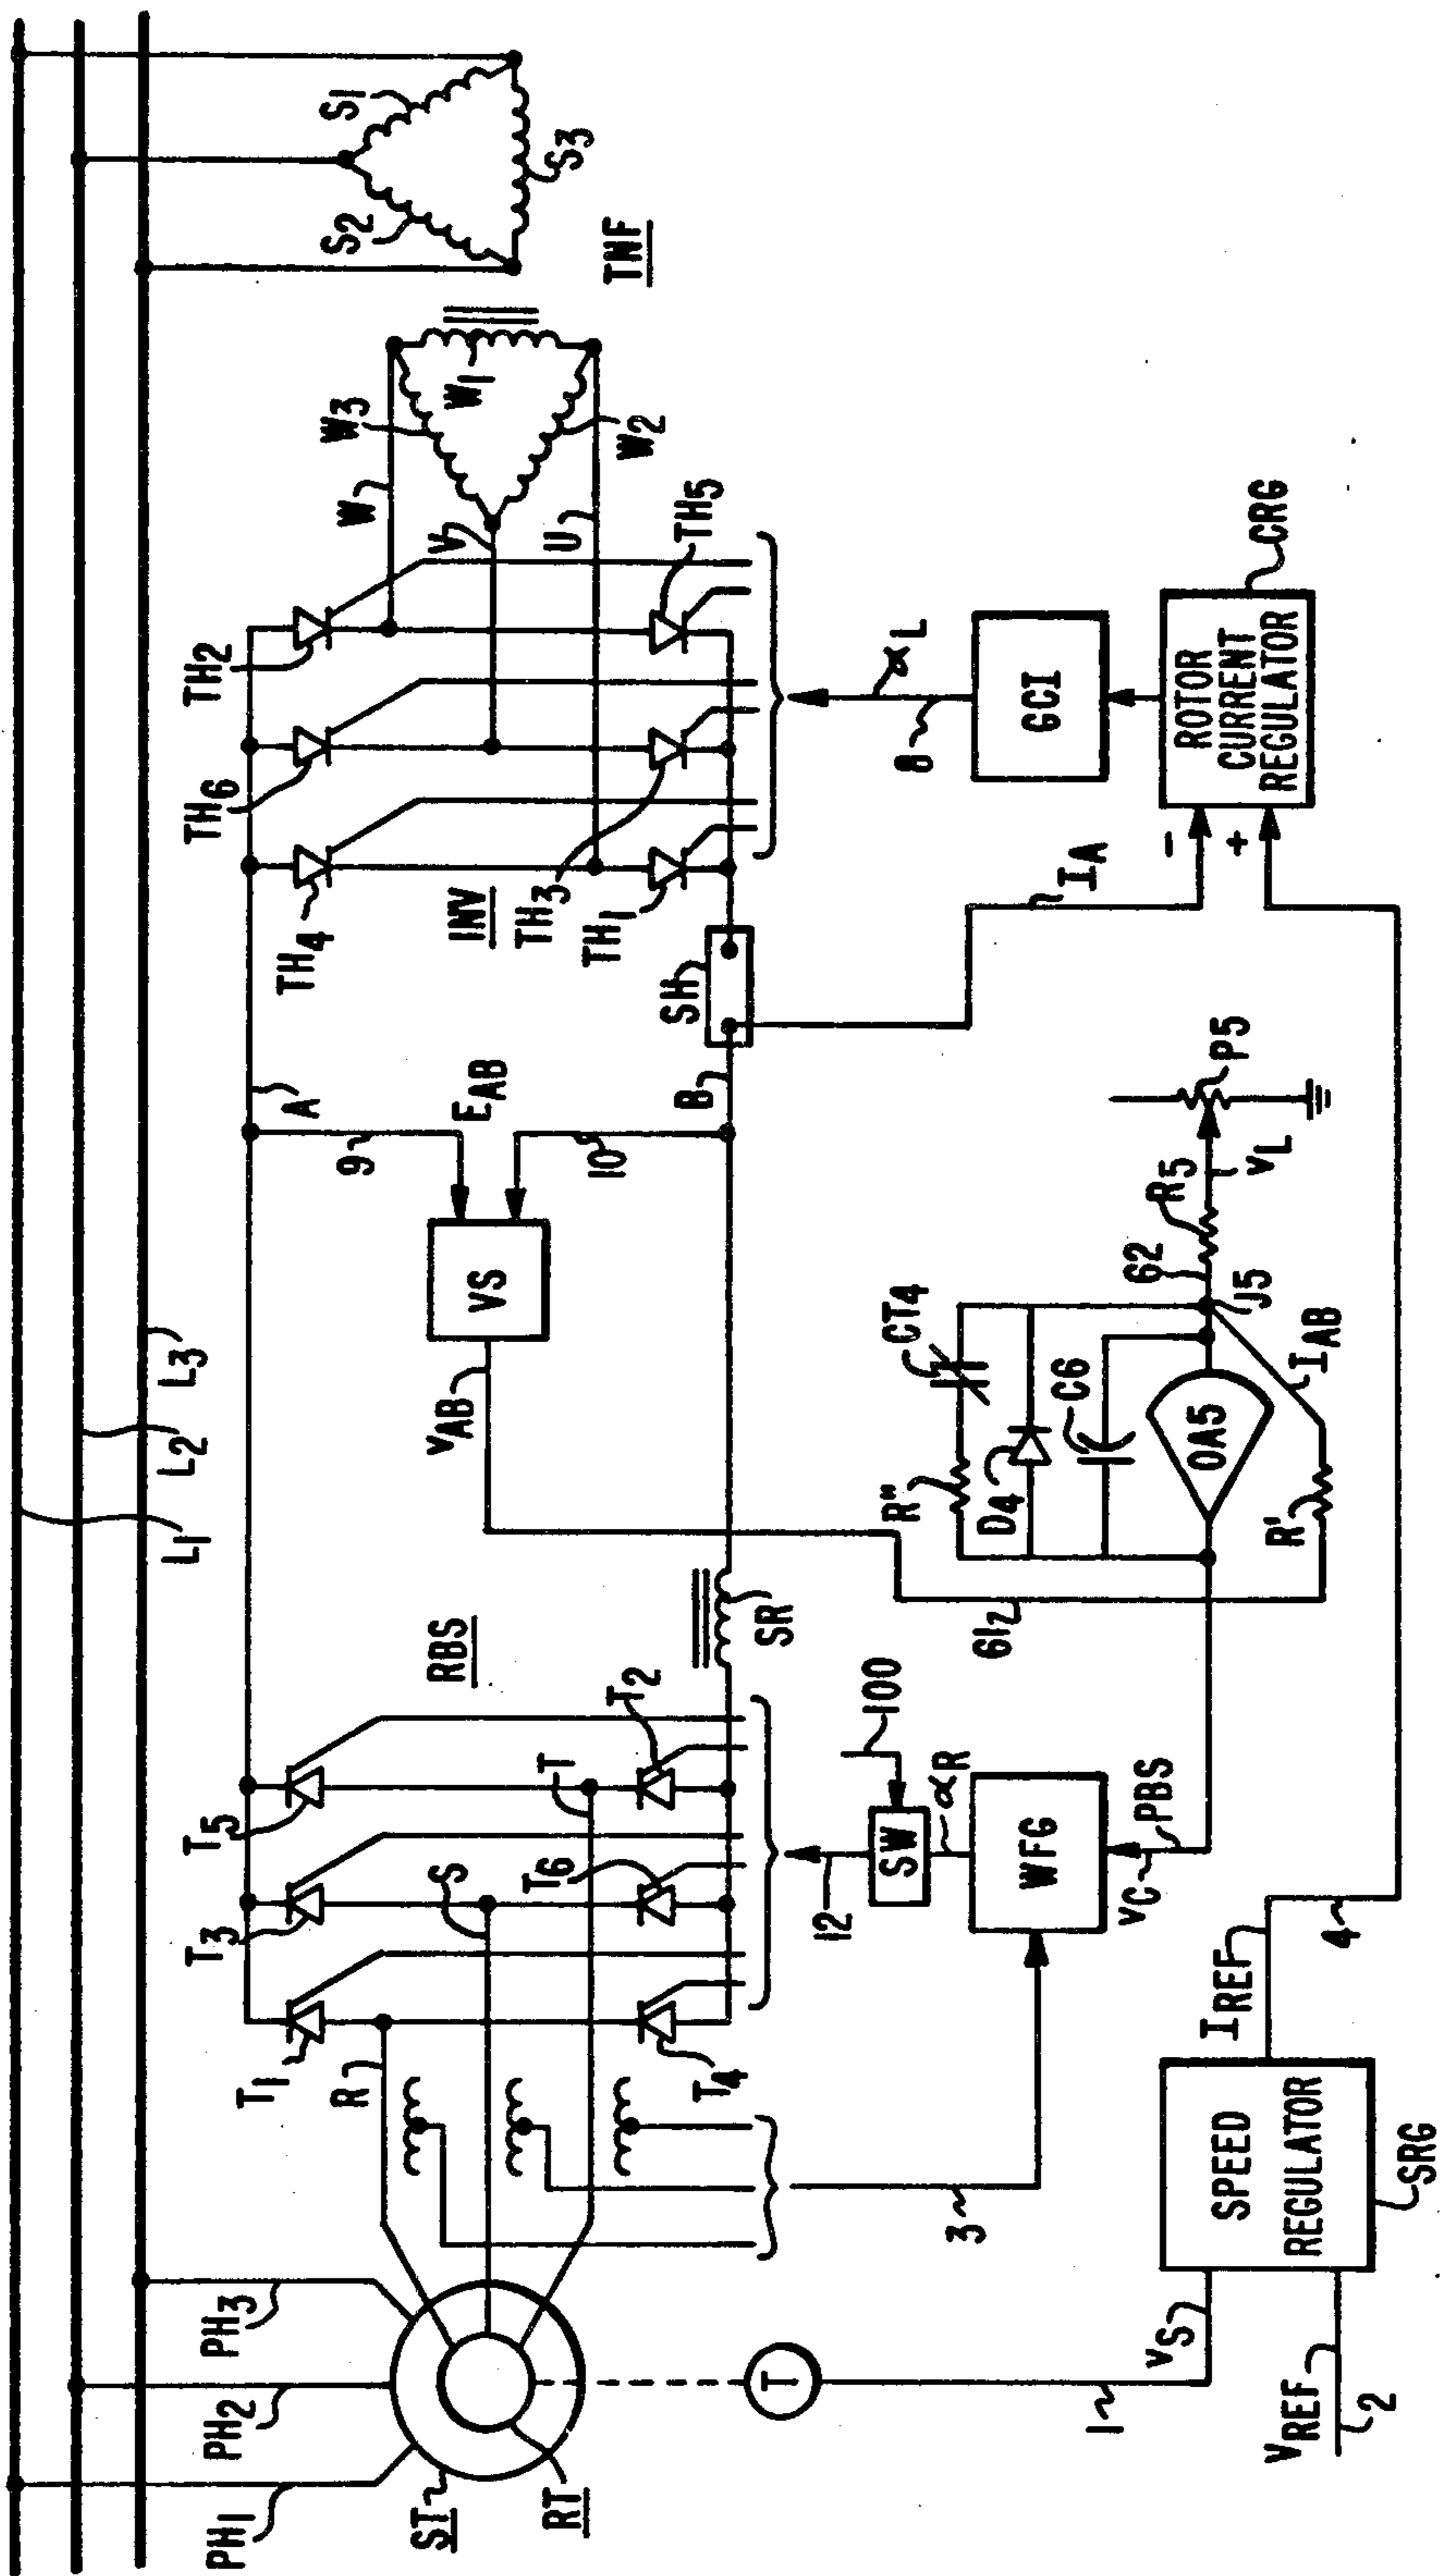 L1
L2
L3
PH1
PH2
PH3
ST
RT
R
S
T
T1
T3
T5
T4
T6
T2
RBS
SR
A
B
9
10
EAB
VS
VAB
SH
INV
TH4
TH6
TH2
TH1
TH3
TH5
W
V
U
W3
W1
W2
TNF
S1
S2
S3
T
1
VS
VREF
2
SPEED
REGULATOR
SRG
IREF
4
3
12
SW
100
αR
WFG
VC
PBS
61
R"
CT4
D4
C6
OA5
R'
IAB
J5
62
R5
VL
P5
IA
-
+
8
αL
GCI
ROTOR
CURRENT
REGULATOR
CRG